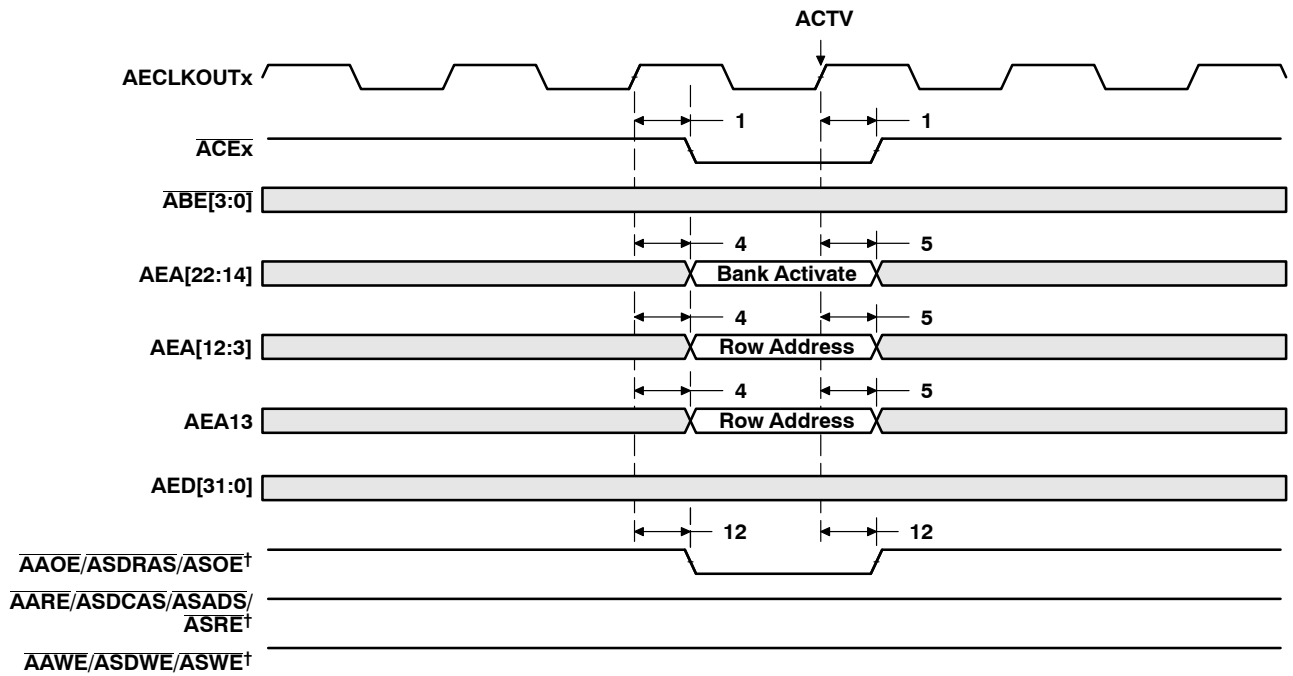 ACTV
AECLKOUTx
1 1
ACEx
ABE[3:0]
4 5
AEA[22:14] Bank Activate
4 5
AEA[12:3] Row Address
4 5
AEA13 Row Address
AED[31:0]
12 12
AAOE/ASDRAS/ASOE†
AARE/ASDCAS/ASADS/
ASRE†
AAWE/ASDWE/ASWE†